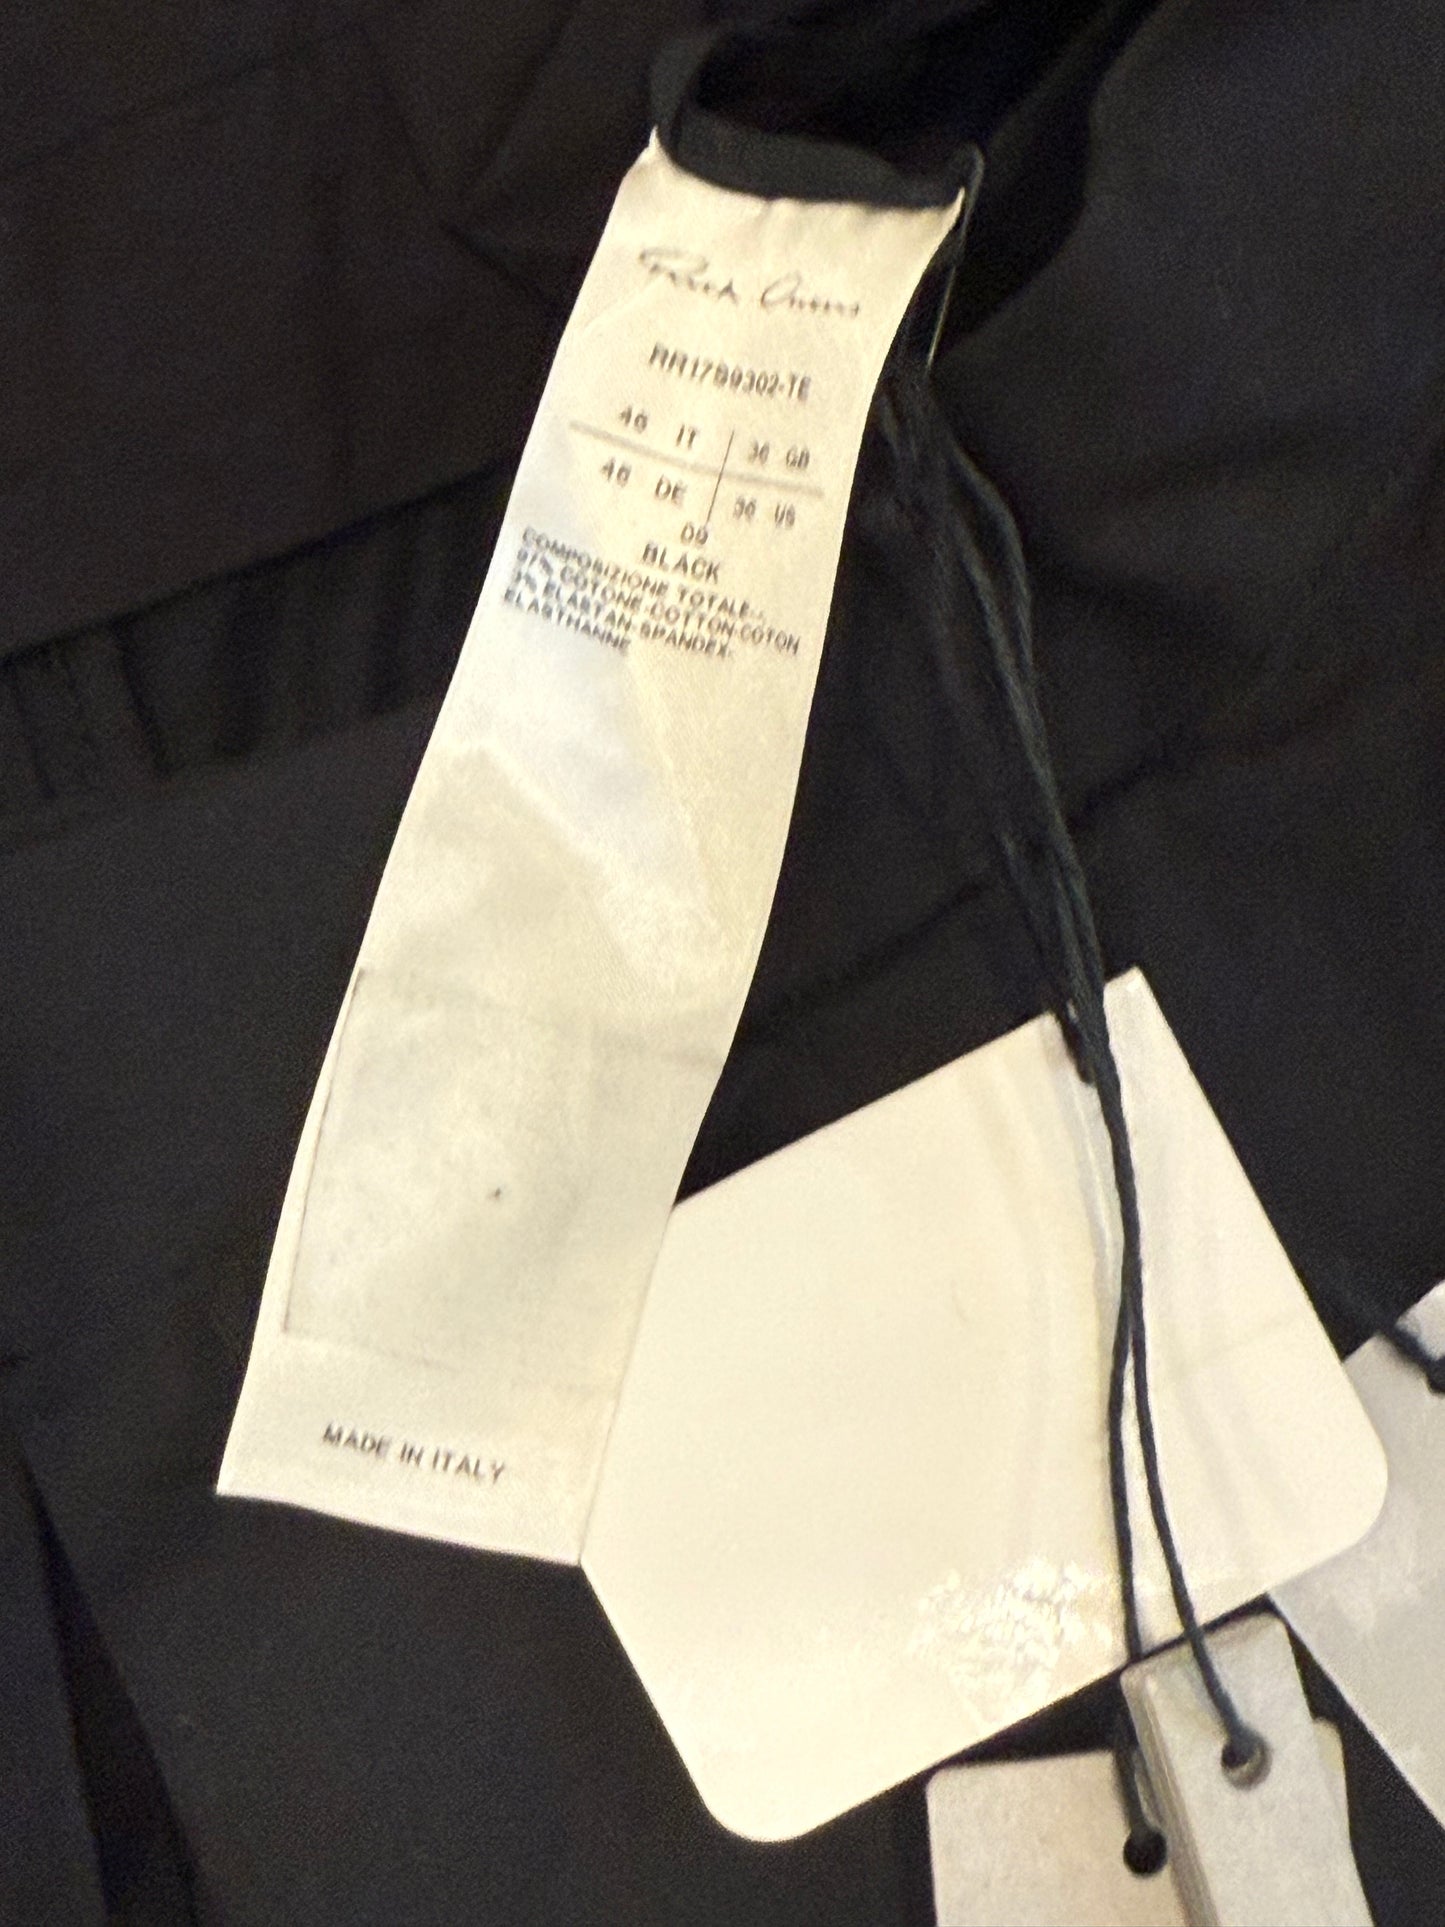 Rick Owens
RR17B9302-TE
46 IT 36 GB
46 DE 36 US
09
BLACK
COMPOSIZIONE TOTALE-.
97% COTONE-COTTON-COTON
3% ELASTAN-SPANDEX-
ELASTHANNE
MADE IN ITALY